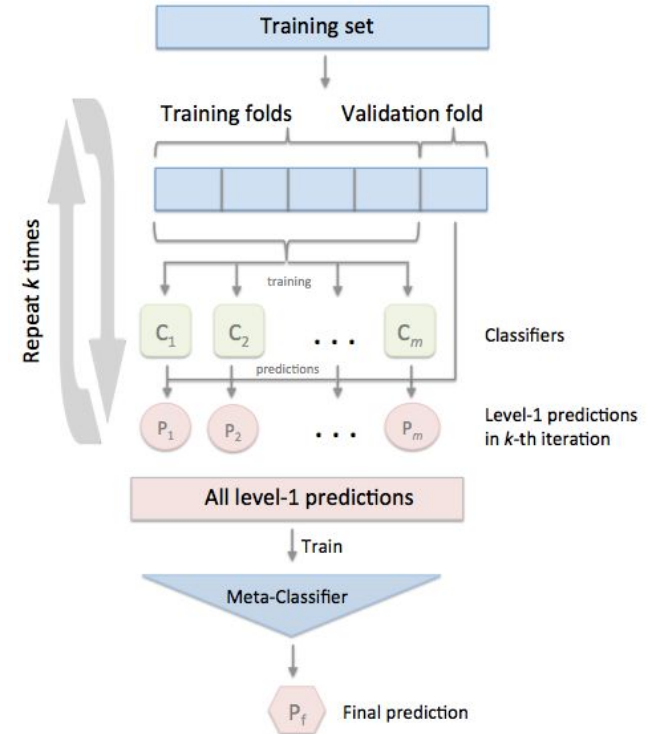 Training set
Training folds
Validation fold
Repeat k times
training
C1
C2
. . .
Cm
Classifiers
predictions
P1
P2
. . .
Pm
Level-1 predictions
in k-th iteration
All level-1 predictions
Train
Meta-Classifier
Pf
Final prediction